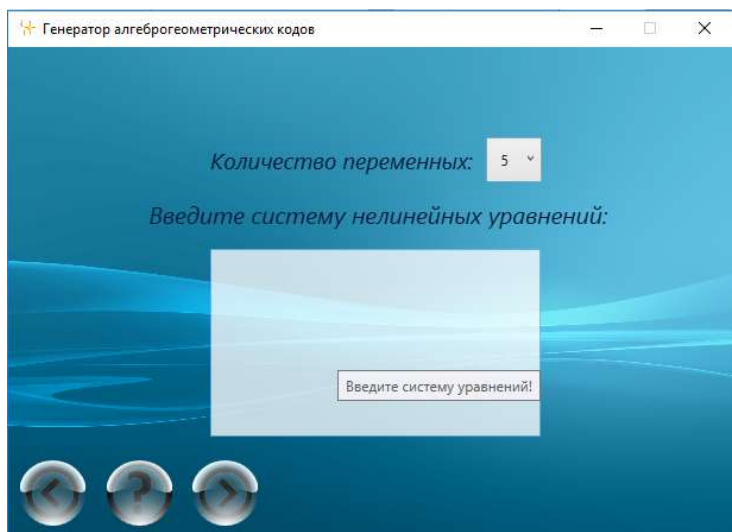 Генератор алгеброгеометрических кодов
Количество переменных: 5
Введите систему нелинейных уравнений:
Введите систему уравнений!
?